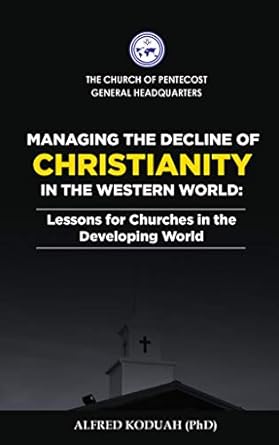 THE CHURCH OF PENTECOST
GENERAL HEADQUARTERS
MANAGING THE DECLINE OF
CHRISTIANITY
IN THE WESTERN WORLD:
Lessons for Churches in the
Developing World
ALFRED KODUAH (PhD)